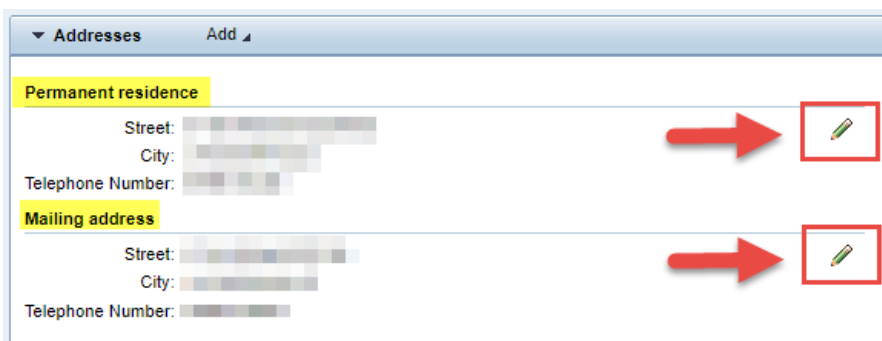 Addresses Add
Permanent residence
Street:
City:
Telephone Number:
Mailing address
Street:
City:
Telephone Number: